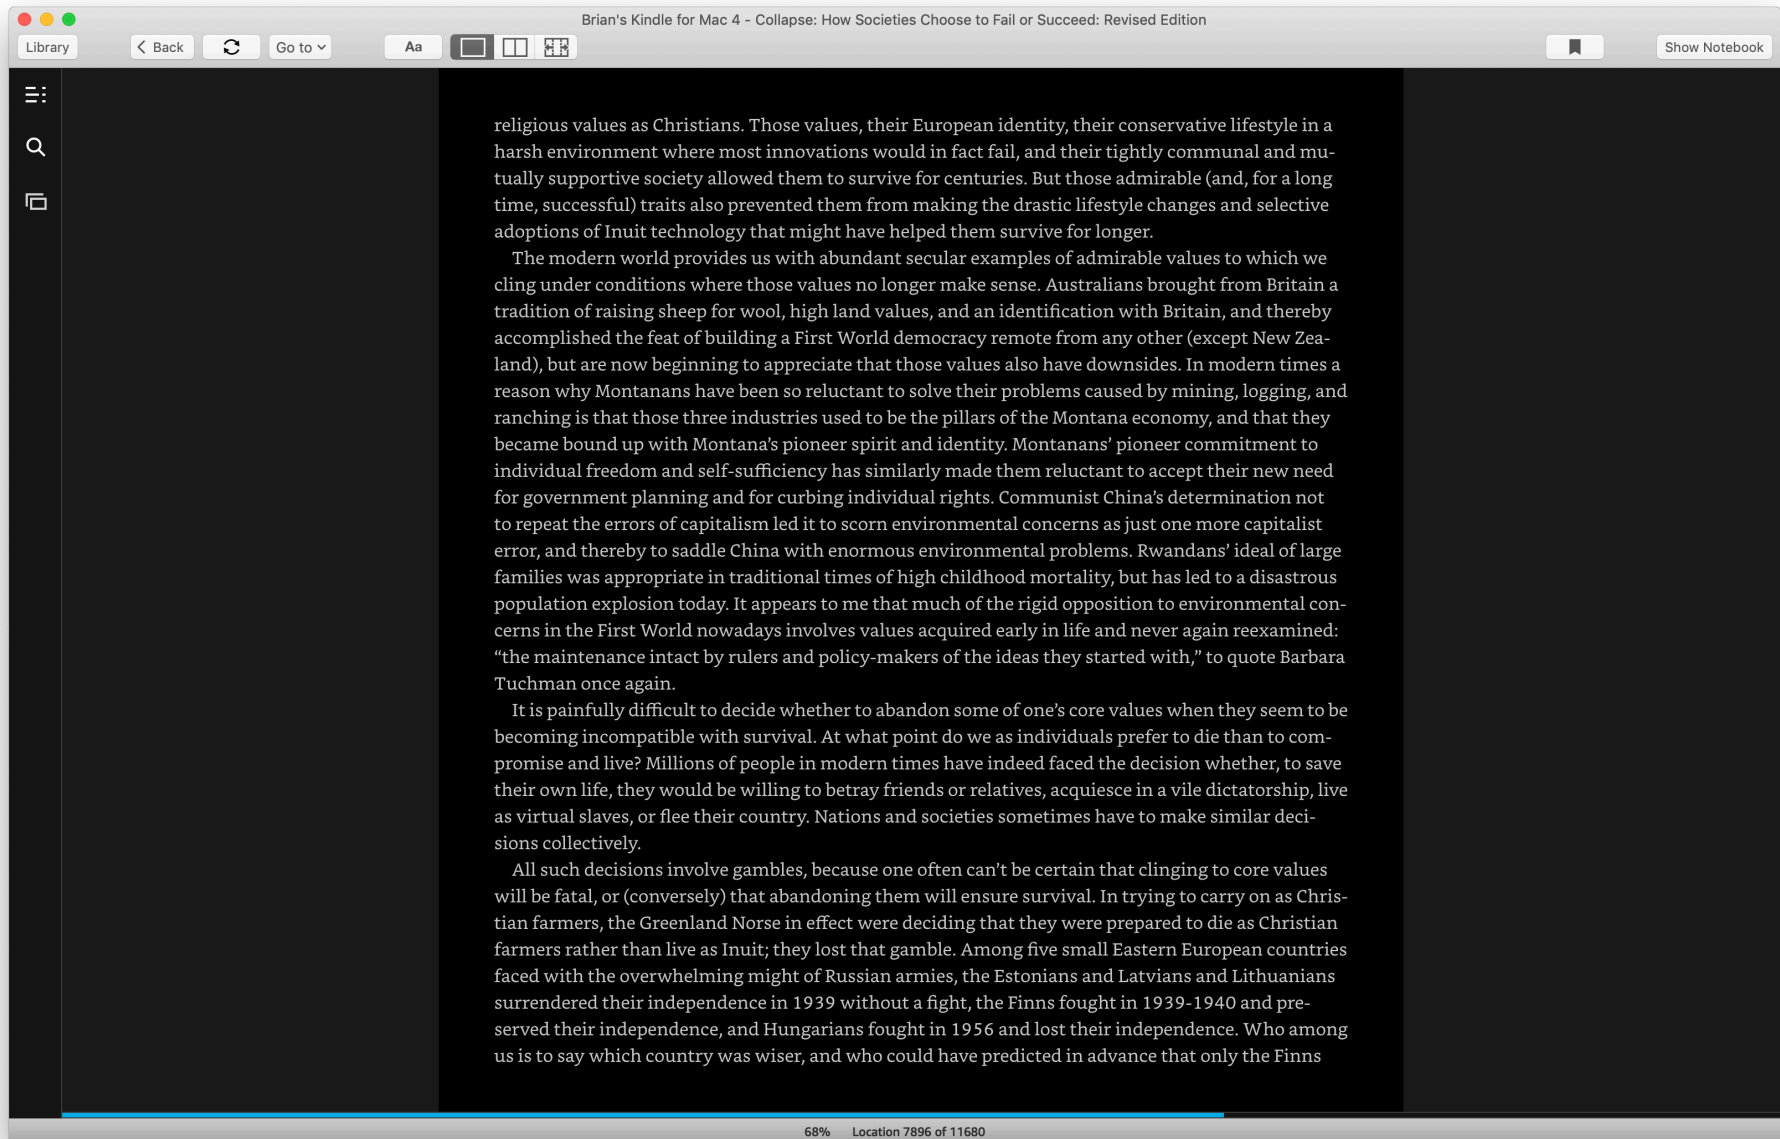 Brian's Kindle for Mac 4 - Collapse: How Societies Choose to Fail or Succeed: Revised Edition
Library
Back
Go to
Aa
Show Notebook
religious values as Christians. Those values, their European identity, their conservative lifestyle in a
harsh environment where most innovations would in fact fail, and their tightly communal and mu-
tually supportive society allowed them to survive for centuries. But those admirable (and, for a long
time, successful) traits also prevented them from making the drastic lifestyle changes and selective
adoptions of Inuit technology that might have helped them survive for longer.
The modern world provides us with abundant secular examples of admirable values to which we
cling under conditions where those values no longer make sense. Australians brought from Britain a
tradition of raising sheep for wool, high land values, and an identification with Britain, and thereby
accomplished the feat of building a First World democracy remote from any other (except New Zea-
land), but are now beginning to appreciate that those values also have downsides. In modern times a
reason why Montanans have been so reluctant to solve their problems caused by mining, logging, and
ranching is that those three industries used to be the pillars of the Montana economy, and that they
became bound up with Montana’s pioneer spirit and identity. Montanans’ pioneer commitment to
individual freedom and self-sufficiency has similarly made them reluctant to accept their new need
for government planning and for curbing individual rights. Communist China’s determination not
to repeat the errors of capitalism led it to scorn environmental concerns as just one more capitalist
error, and thereby to saddle China with enormous environmental problems. Rwandans’ ideal of large
families was appropriate in traditional times of high childhood mortality, but has led to a disastrous
population explosion today. It appears to me that much of the rigid opposition to environmental con-
cerns in the First World nowadays involves values acquired early in life and never again reexamined:
“the maintenance intact by rulers and policy-makers of the ideas they started with,” to quote Barbara
Tuchman once again.
It is painfully difficult to decide whether to abandon some of one’s core values when they seem to be
becoming incompatible with survival. At what point do we as individuals prefer to die than to com-
promise and live? Millions of people in modern times have indeed faced the decision whether, to save
their own life, they would be willing to betray friends or relatives, acquiesce in a vile dictatorship, live
as virtual slaves, or flee their country. Nations and societies sometimes have to make similar deci-
sions collectively.
All such decisions involve gambles, because one often can’t be certain that clinging to core values
will be fatal, or (conversely) that abandoning them will ensure survival. In trying to carry on as Chris-
tian farmers, the Greenland Norse in effect were deciding that they were prepared to die as Christian
farmers rather than live as Inuit; they lost that gamble. Among five small Eastern European countries
faced with the overwhelming might of Russian armies, the Estonians and Latvians and Lithuanians
surrendered their independence in 1939 without a fight, the Finns fought in 1939-1940 and pre-
served their independence, and Hungarians fought in 1956 and lost their independence. Who among
us is to say which country was wiser, and who could have predicted in advance that only the Finns
68% Location 7896 of 11680